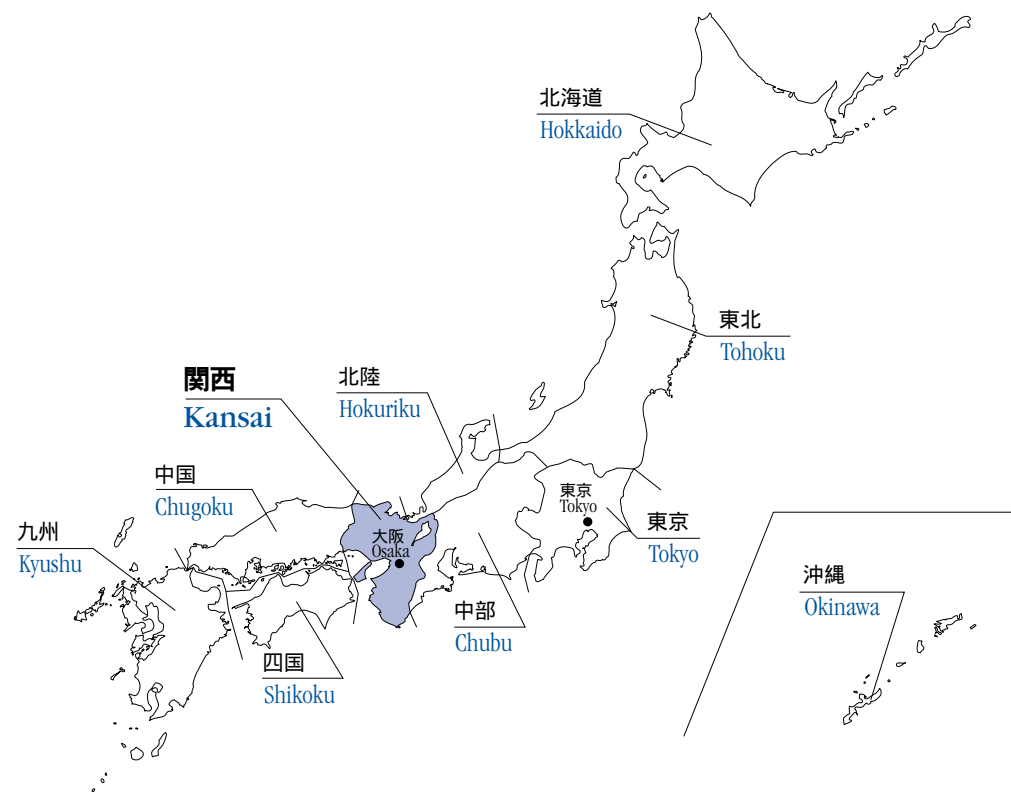 北海道
Hokkaido
東北
Tohoku
関西
Kansai
北陸
Hokuriku
中国
Chugoku
九州
Kyushu
東京
Tokyo
東京
Tokyo
大阪
Osaka
中部
Chubu
四国
Shikoku
沖縄
Okinawa